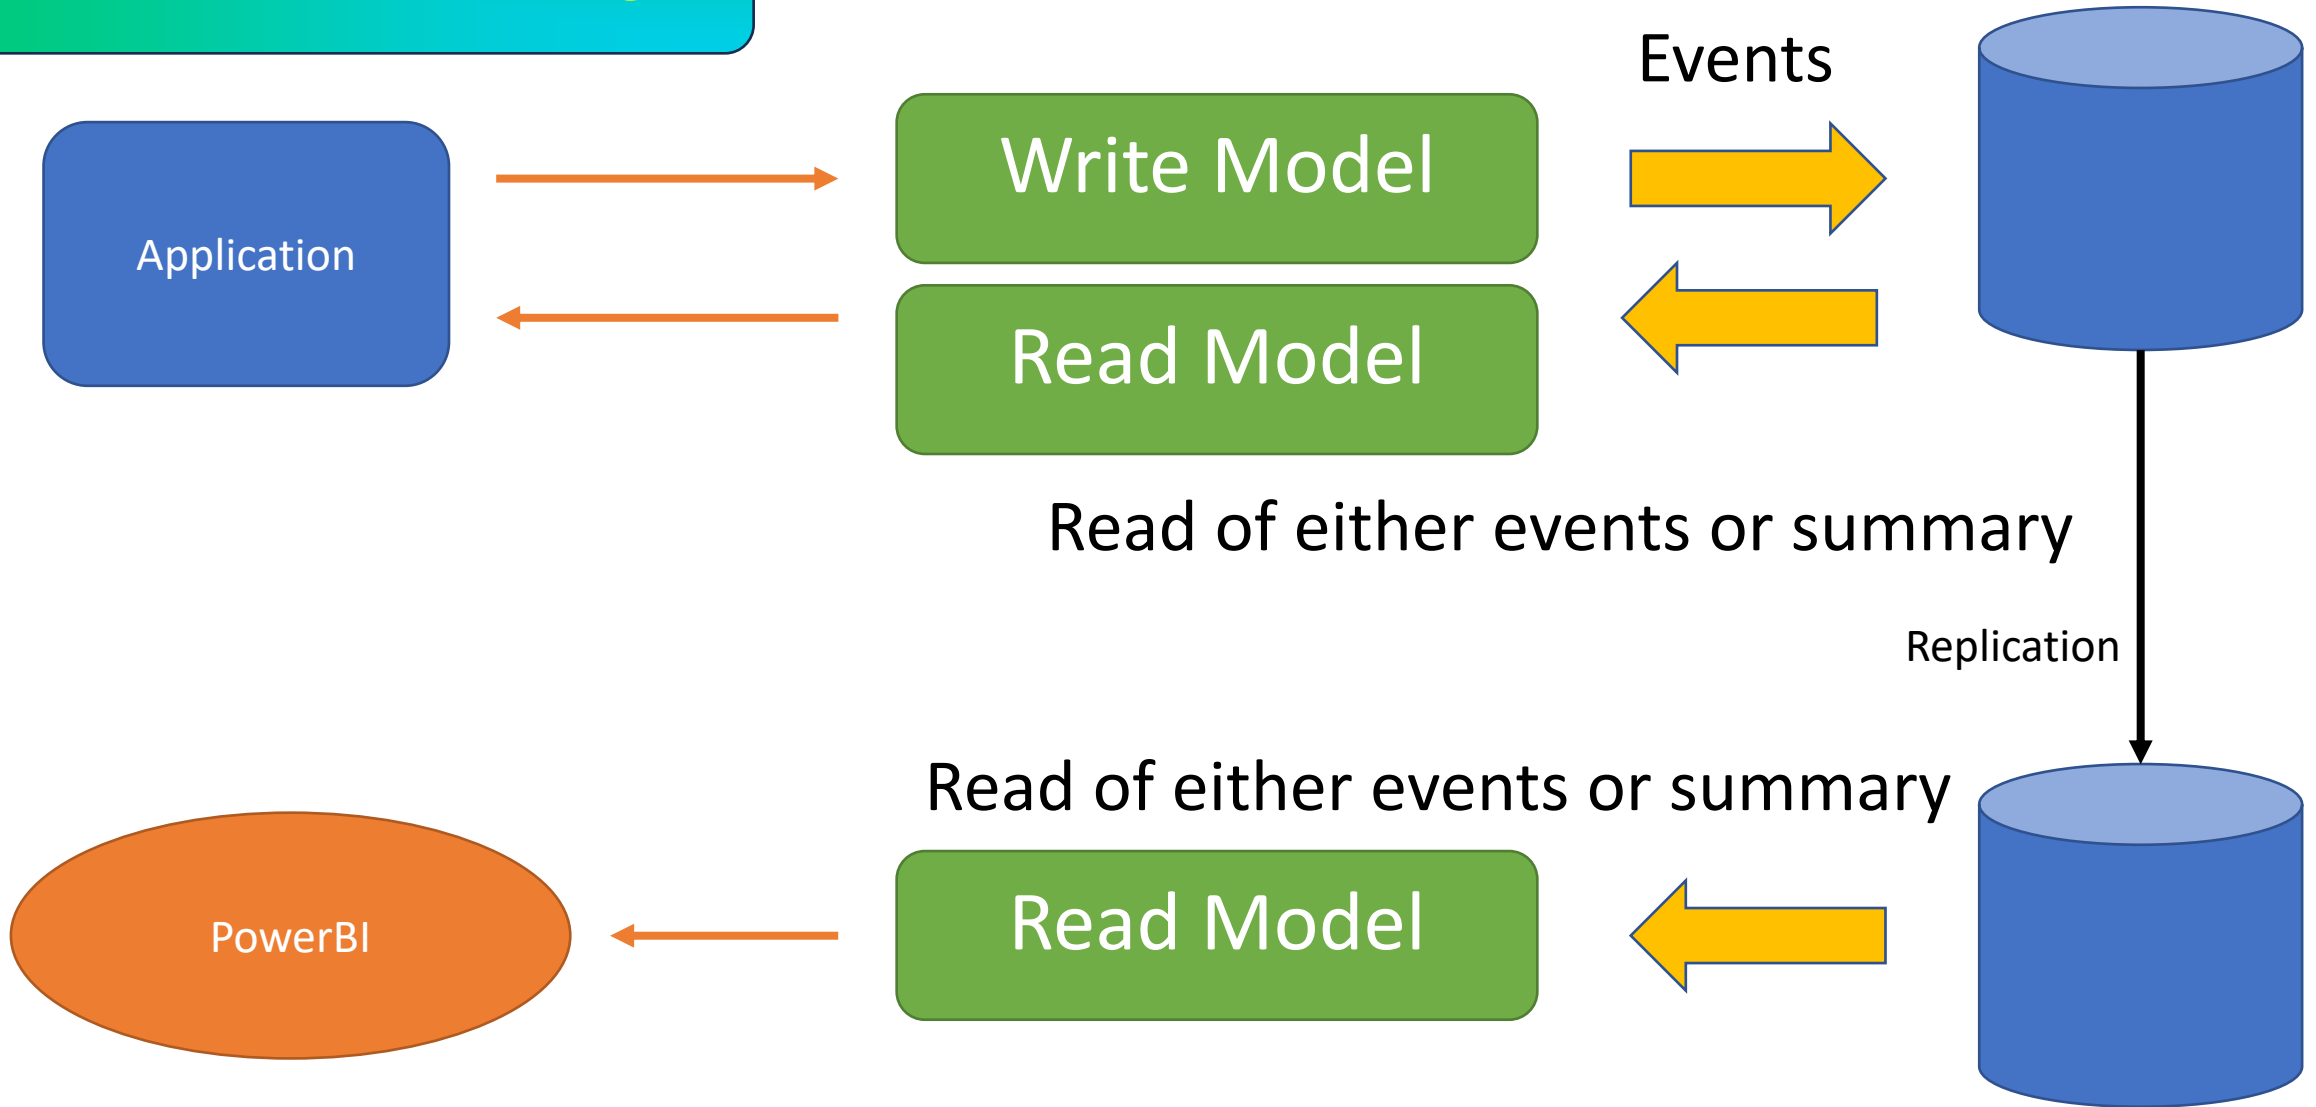 Events
Write Model
Application
Read Model
Read of either events or summary
Replication
Read of either events or summary
Read Model
PowerBI